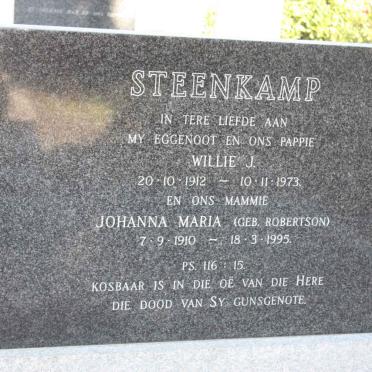 STEENKAMP
IN TERE LIEFDE AAN
MY EGGENOOT EN ONS PAPPIE
WILLIE J.
20·10·1912 ~ 10·11·1973.
EN ONS MAMMIE
JOHANNA MARIA (GEB. ROBERTSON)
7·9·1910 ~ 18·3·1995.
PS. 116 : 15.
KOSBAAR IS IN DIE OË VAN DIE HERE
DIE DOOD VAN SY GUNSGENOTE.